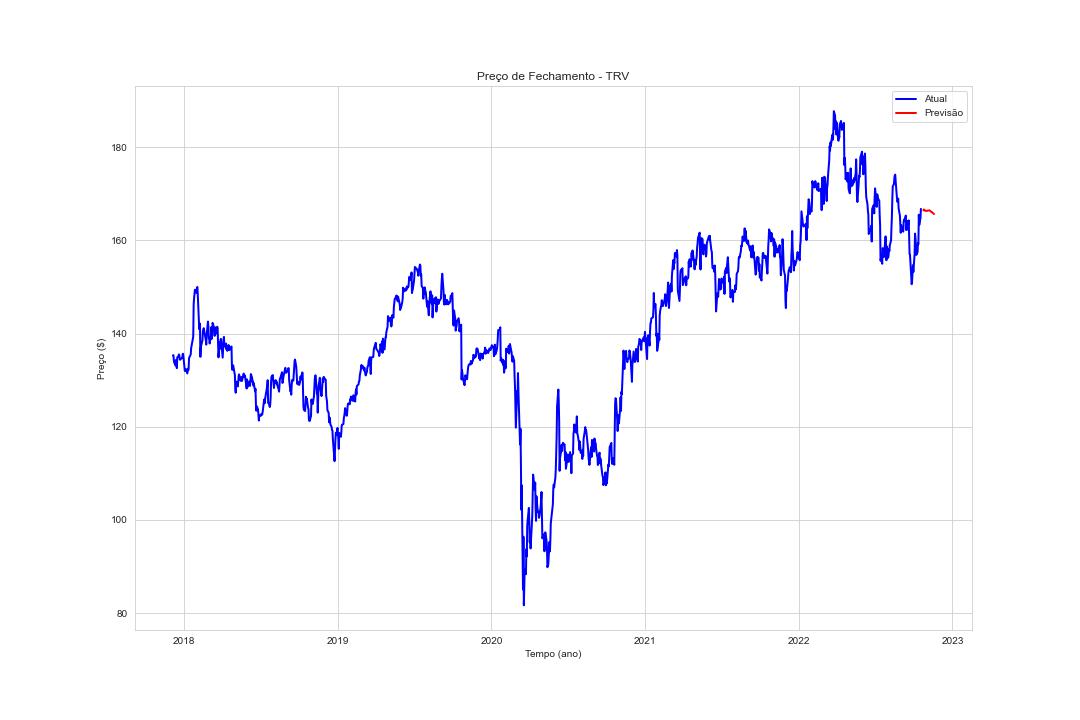 Preço de Fechamento - TRV
Atual
Previsão
180
160
140
120
100
80
Preço ($)
2018
2019
2020
2021
2022
2023
Tempo (ano)